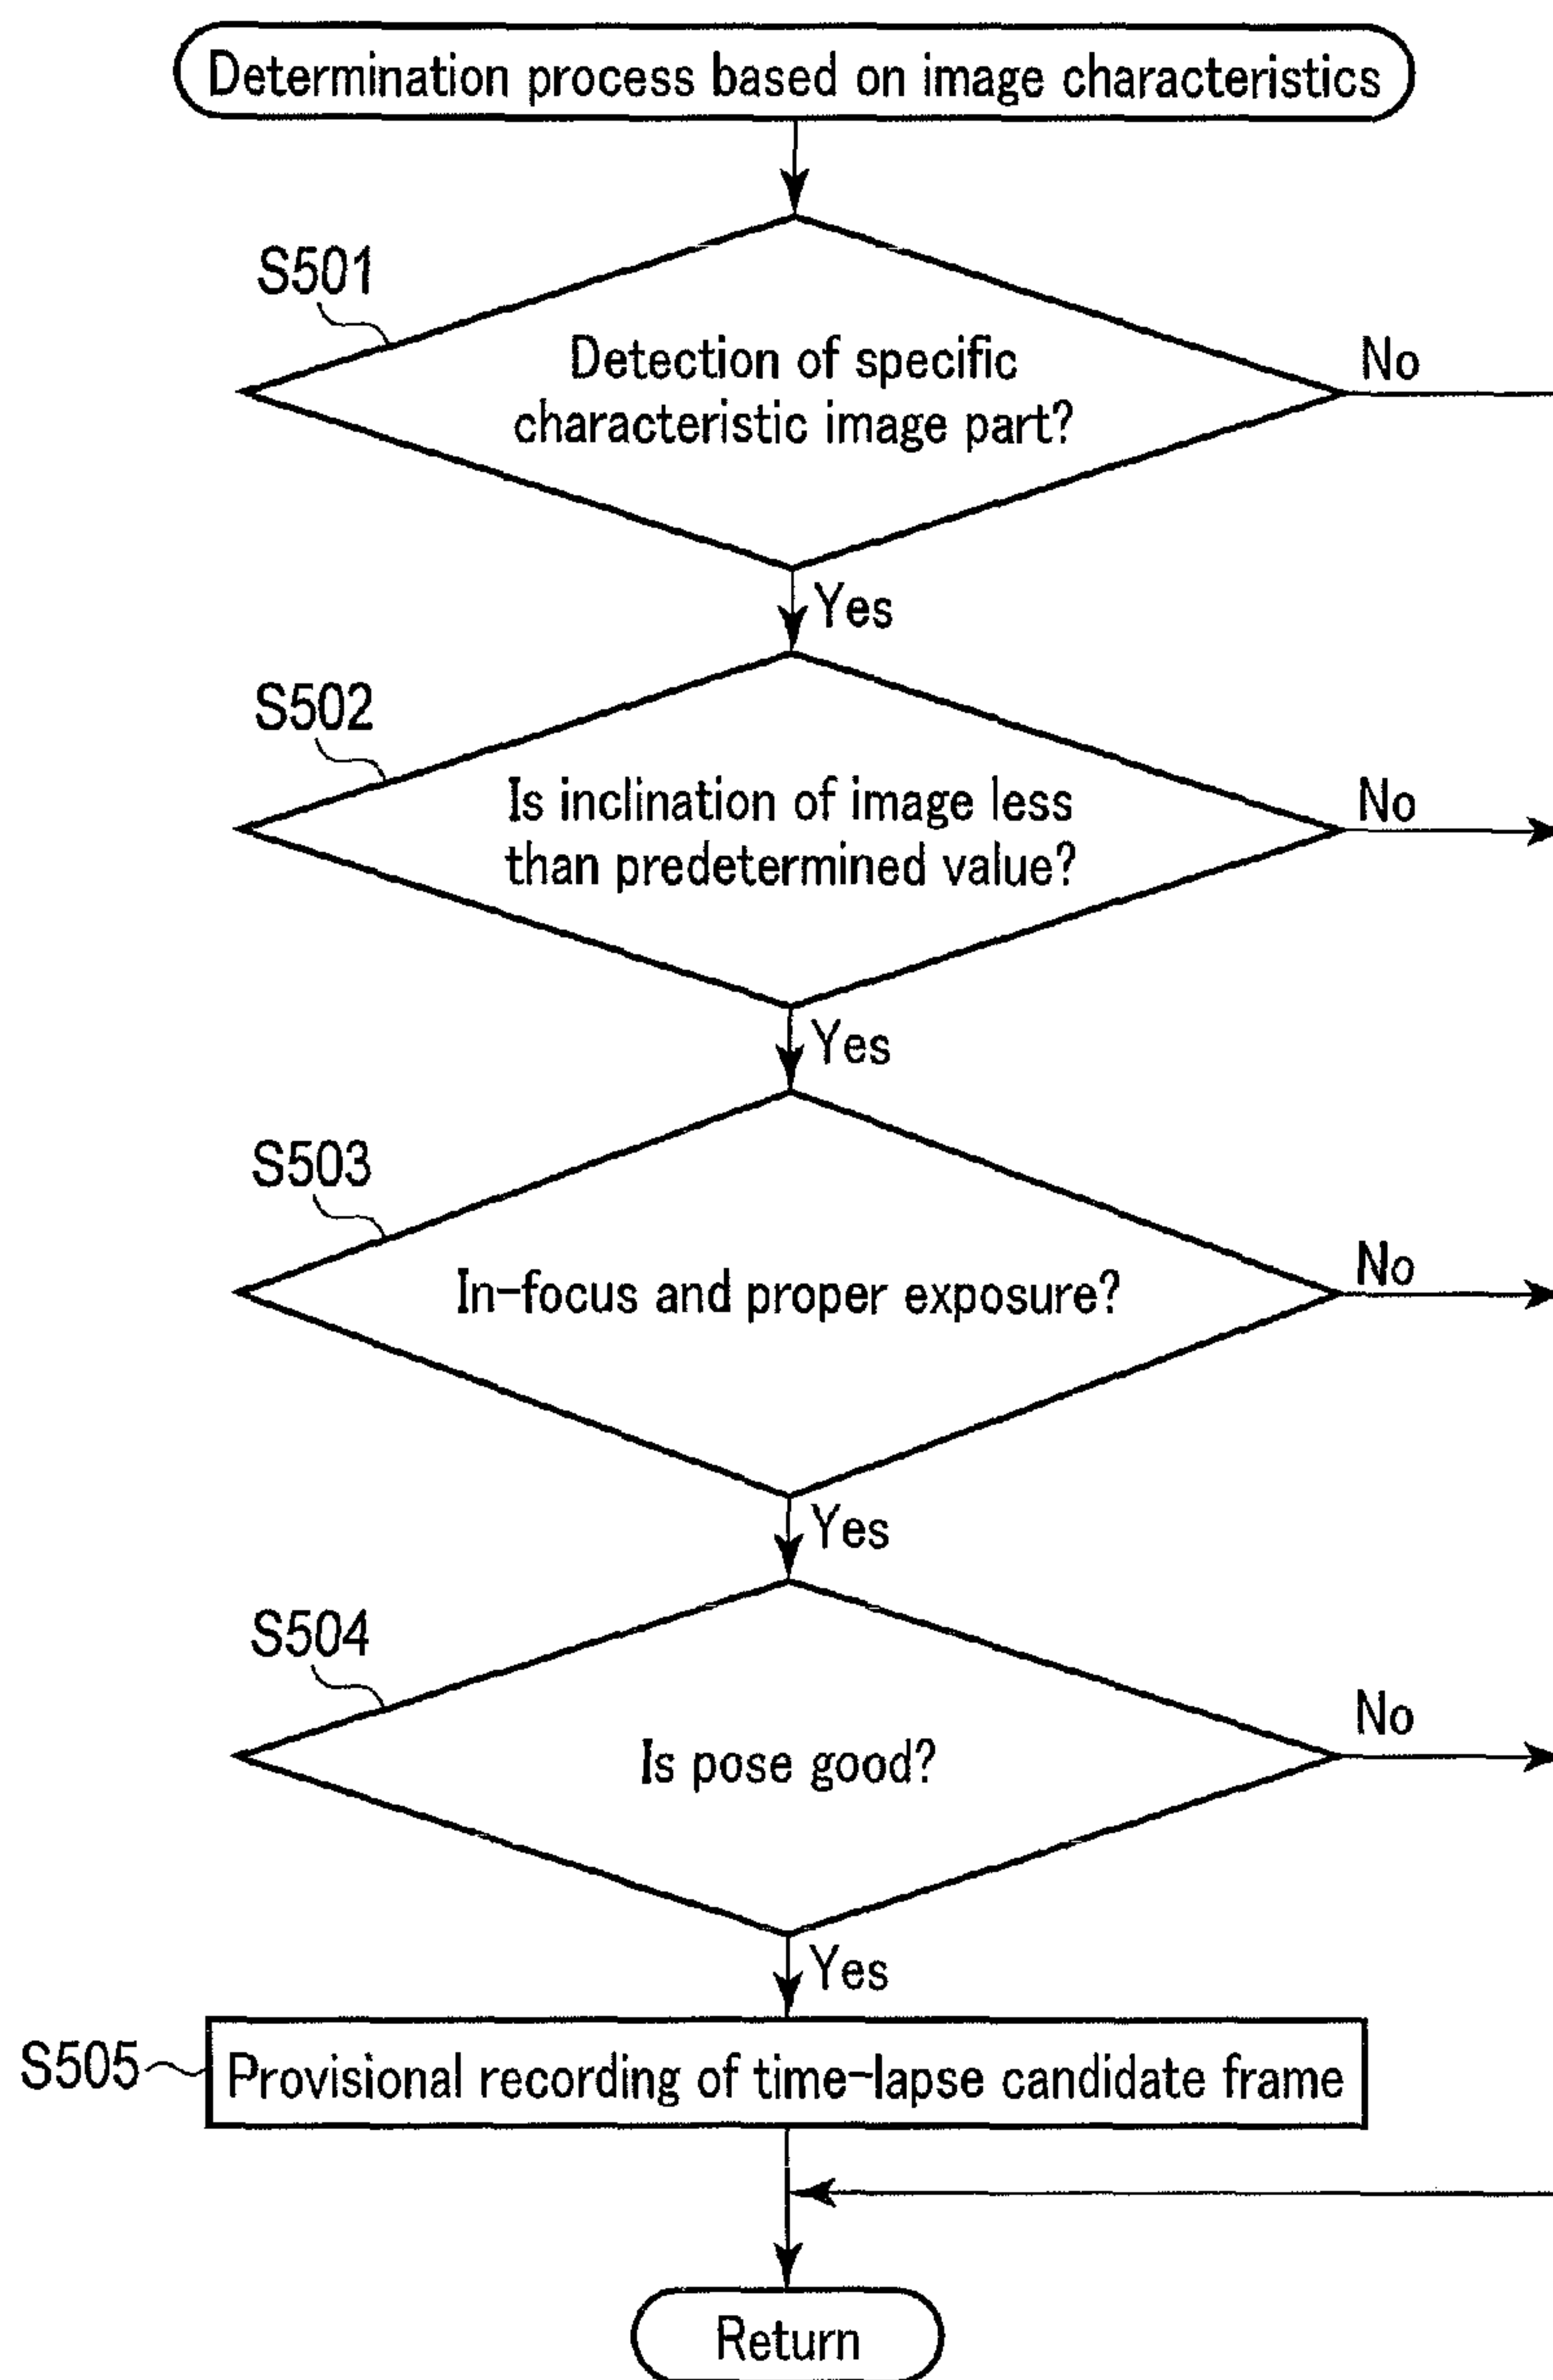 Determination process based on image characteristics
S501
Detection of specific
characteristic image part?
No
Yes
S502
Is inclination of image less
than predetermined value?
No
Yes
S503
In-focus and proper exposure?
No
Yes
S504
Is pose good?
No
Yes
S505
Provisional recording of time-lapse candidate frame
Return